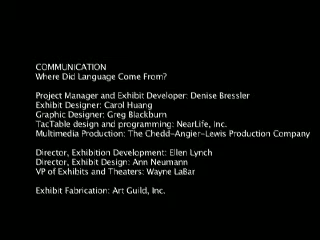 COMMUNICATION
Where Did Language Come From?
Project Manager and Exhibit Developer: Denise Bressler
Exhibit Designer: Carol Huang
Graphic Designer: Greg Blackburn
TacTable design and programming: NearLife, Inc.
Multimedia Production: The Chedd-Angier-Lewis Production Company
Director, Exhibition Development: Ellen Lynch
Director, Exhibit Design: Ann Neumann
VP of Exhibits and Theaters: Wayne LaBar
Exhibit Fabrication: Art Guild, Inc.